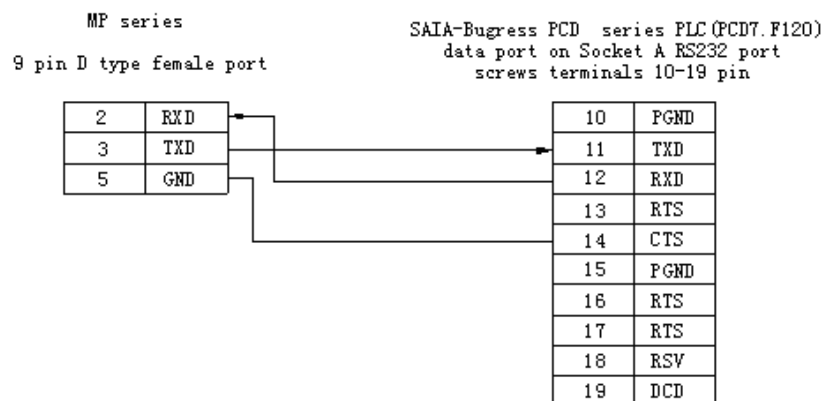 MP series
9 pin D type female port
SAIA-Bugress PCD series PLC(PCD7.F120)
data port on Socket A RS232 port
screws terminals 10-19 pin
2 RXD
3 TXD
5 GND
10 PGND
11 TXD
12 RXD
13 RTS
14 CTS
15 PGND
16 RTS
17 RTS
18 RSV
19 DCD